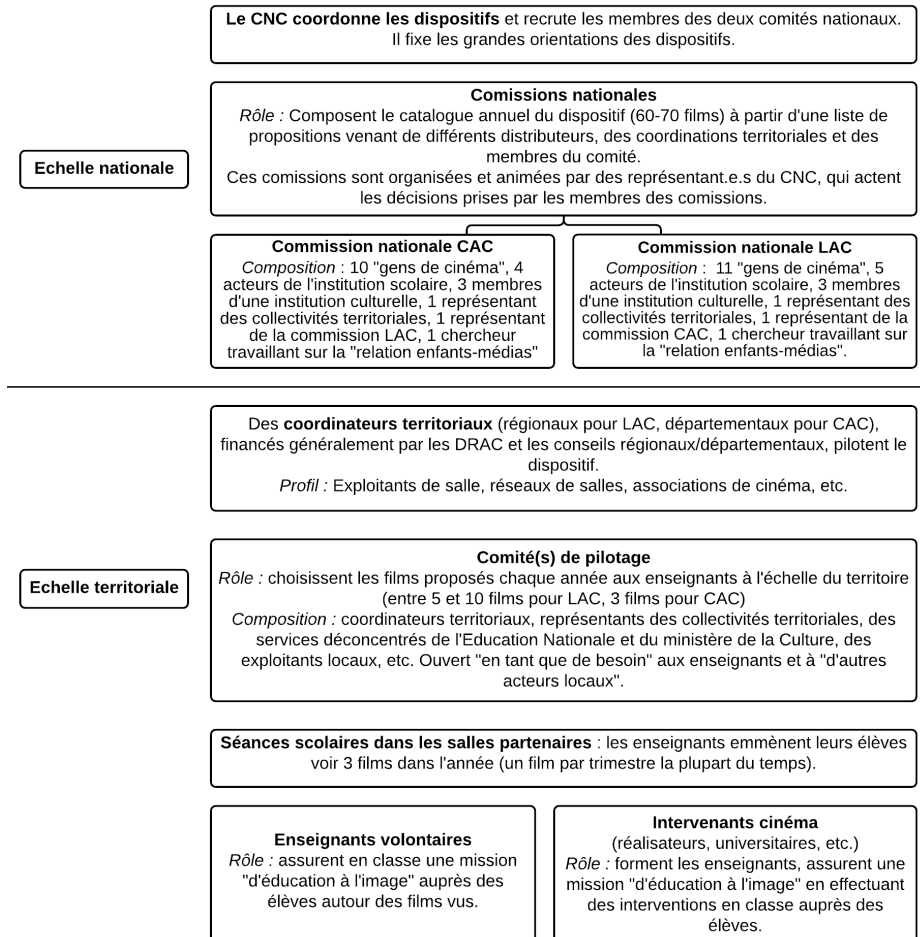 Le CNC coordonne les dispositifs et recrute les membres des deux comités nationaux.
Il fixe les grandes orientations des dispositifs.
Echelle nationale
Comissions nationales
Rôle : Composent le catalogue annuel du dispositif (60-70 films) à partir d'une liste de
propositions venant de différents distributeurs, des coordinations territoriales et des
membres du comité.
Ces comissions sont organisées et animées par des représentant.e.s du CNC, qui actent
les décisions prises par les membres des comissions.
Commission nationale CAC
Composition : 10 "gens de cinéma", 4
acteurs de l'institution scolaire, 3 membres
d'une institution culturelle, 1 représentant
des collectivités territoriales, 1 représentant
de la commission LAC, 1 chercheur
travaillant sur la "relation enfants-médias"
Commission nationale LAC
Composition :  11 "gens de cinéma", 5
acteurs de l'institution scolaire, 3 membres
d'une institution culturelle, 1 représentant des
collectivités territoriales, 1 représentant de la
commission CAC, 1 chercheur travaillant sur
la "relation enfants-médias".
Des coordinateurs territoriaux (régionaux pour LAC, départementaux pour CAC),
financés généralement par les DRAC et les conseils régionaux/départementaux, pilotent le
dispositif.
Profil : Exploitants de salle, réseaux de salles, associations de cinéma, etc.
Echelle territoriale
Comité(s) de pilotage
Rôle : choisissent les films proposés chaque année aux enseignants à l'échelle du territoire
(entre 5 et 10 films pour LAC, 3 films pour CAC)
Composition : coordinateurs territoriaux, représentants des collectivités territoriales, des
services déconcentrés de l'Education Nationale et du ministère de la Culture, des
exploitants locaux, etc. Ouvert "en tant que de besoin" aux enseignants et à "d'autres
acteurs locaux".
Séances scolaires dans les salles partenaires : les enseignants emmènent leurs élèves
voir 3 films dans l'année (un film par trimestre la plupart du temps).
Enseignants volontaires
Rôle : assurent en classe une mission
"d'éducation à l'image" auprès des
élèves autour des films vus.
Intervenants cinéma
(réalisateurs, universitaires, etc.)
Rôle : forment les enseignants, assurent une
mission "d'éducation à l'image" en effectuant
des interventions en classe auprès des
élèves.